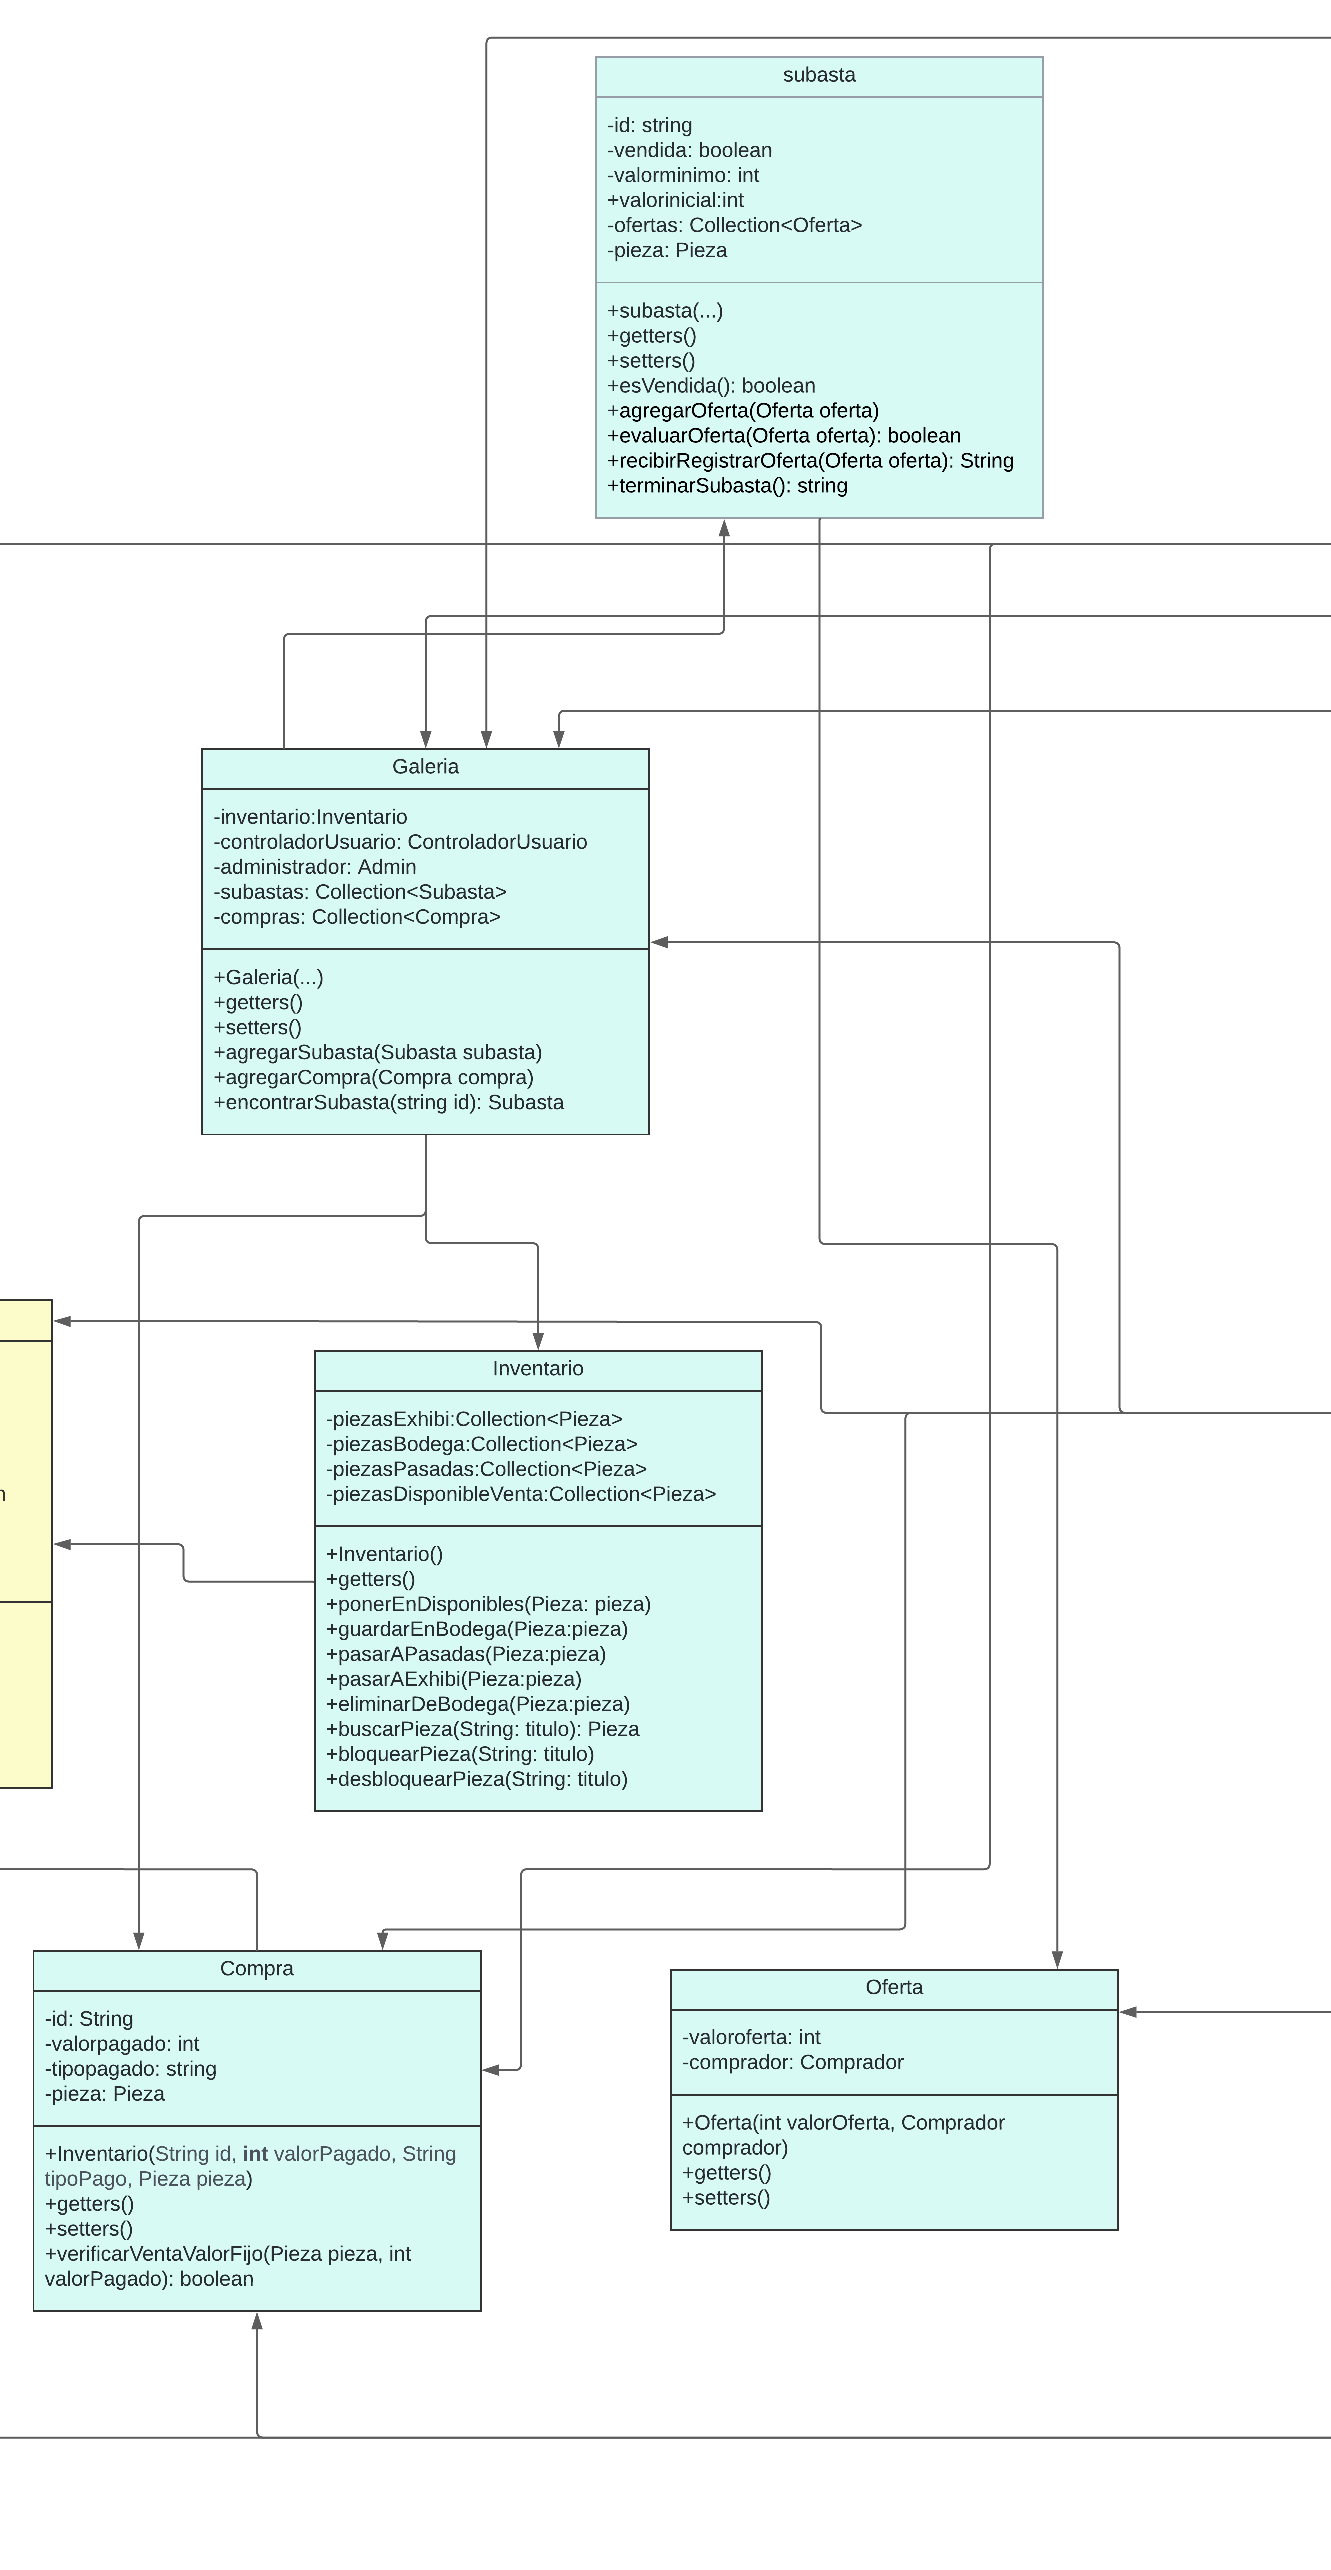 subasta
-id: string
-vendida: boolean
-valorminimo: int
+valorinicial:int
-ofertas: Collection<Oferta>
-pieza: Pieza
+subasta(...)
+getters()
+setters()
+esVendida(): boolean
+agregarOferta(Oferta oferta)
+evaluarOferta(Oferta oferta): boolean
+recibirRegistrarOferta(Oferta oferta): String
+terminarSubasta(): string
Galeria
-inventario:Inventario
-controladorUsuario: ControladorUsuario
-administrador: Admin
-subastas: Collection<Subasta>
-compras: Collection<Compra>
+Galeria(...)
+getters()
+setters()
+agregarSubasta(Subasta subasta)
+agregarCompra(Compra compra)
+encontrarSubasta(string id): Subasta
Inventario
-piezasExhibi:Collection<Pieza>
-piezasBodega:Collection<Pieza>
-piezasPasadas:Collection<Pieza>
-piezasDisponibleVenta:Collection<Pieza>
+Inventario()
+getters()
+ponerEnDisponibles(Pieza: pieza)
+guardarEnBodega(Pieza:pieza)
+pasarAPasadas(Pieza:pieza)
+pasarAExhibi(Pieza:pieza)
+eliminarDeBodega(Pieza:pieza)
+buscarPieza(String: titulo): Pieza
+bloquearPieza(String: titulo)
+desbloquearPieza(String: titulo)
Compra
-id: String
-valorpagado: int
-tipopagado: string
-pieza: Pieza
+Inventario(String id, int valorPagado, String
tipoPago, Pieza pieza)
+getters()
+setters()
+verificarVentaValorFijo(Pieza pieza, int
valorPagado): boolean
Oferta
-valoroferta: int
-comprador: Comprador
+Oferta(int valorOferta, Comprador
comprador)
+getters()
+setters()